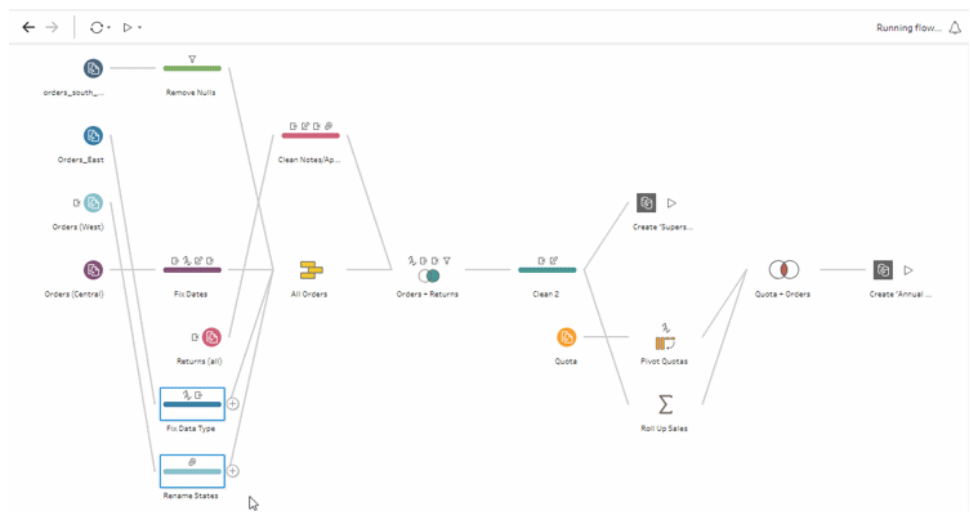 Running flow...
orders_south_...
Remove Nulls
Orders_East
Clean Notes/Ap...
Orders (West)
Create 'Supers...
Orders (Central)
Fix Dates
All Orders
Orders + Returns
Clean 2
Quota + Orders
Create 'Annual ...
Returns (all)
Quota
Pivot Quotas
Fix Data Type
Roll Up Sales
Rename States